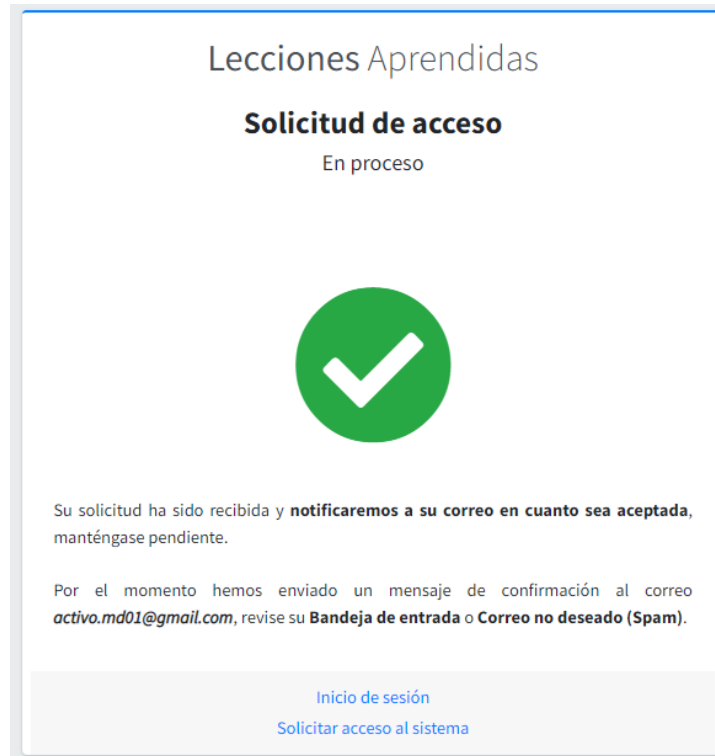 Lecciones Aprendidas
Solicitud de acceso
En proceso
Su solicitud ha sido recibida y notificaremos a su correo en cuanto sea aceptada,
manténgase pendiente.
Por el momento hemos enviado un mensaje de confirmación al correo
activo.md01@gmail.com, revise su Bandeja de entrada o Correo no deseado (Spam).
Inicio de sesión
Solicitar acceso al sistema